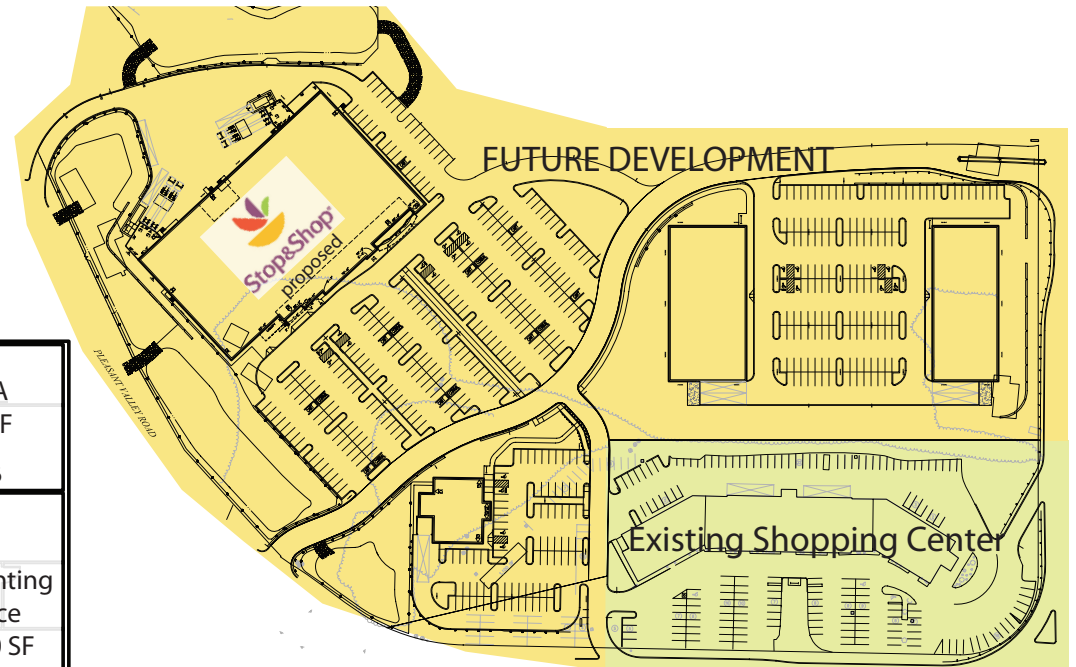 FUTURE DEVELOPMENT
Stop&Shop®
proposed
PLEASANT VALLEY ROAD
A
F
Existing Shopping Center
nting
ce
SF